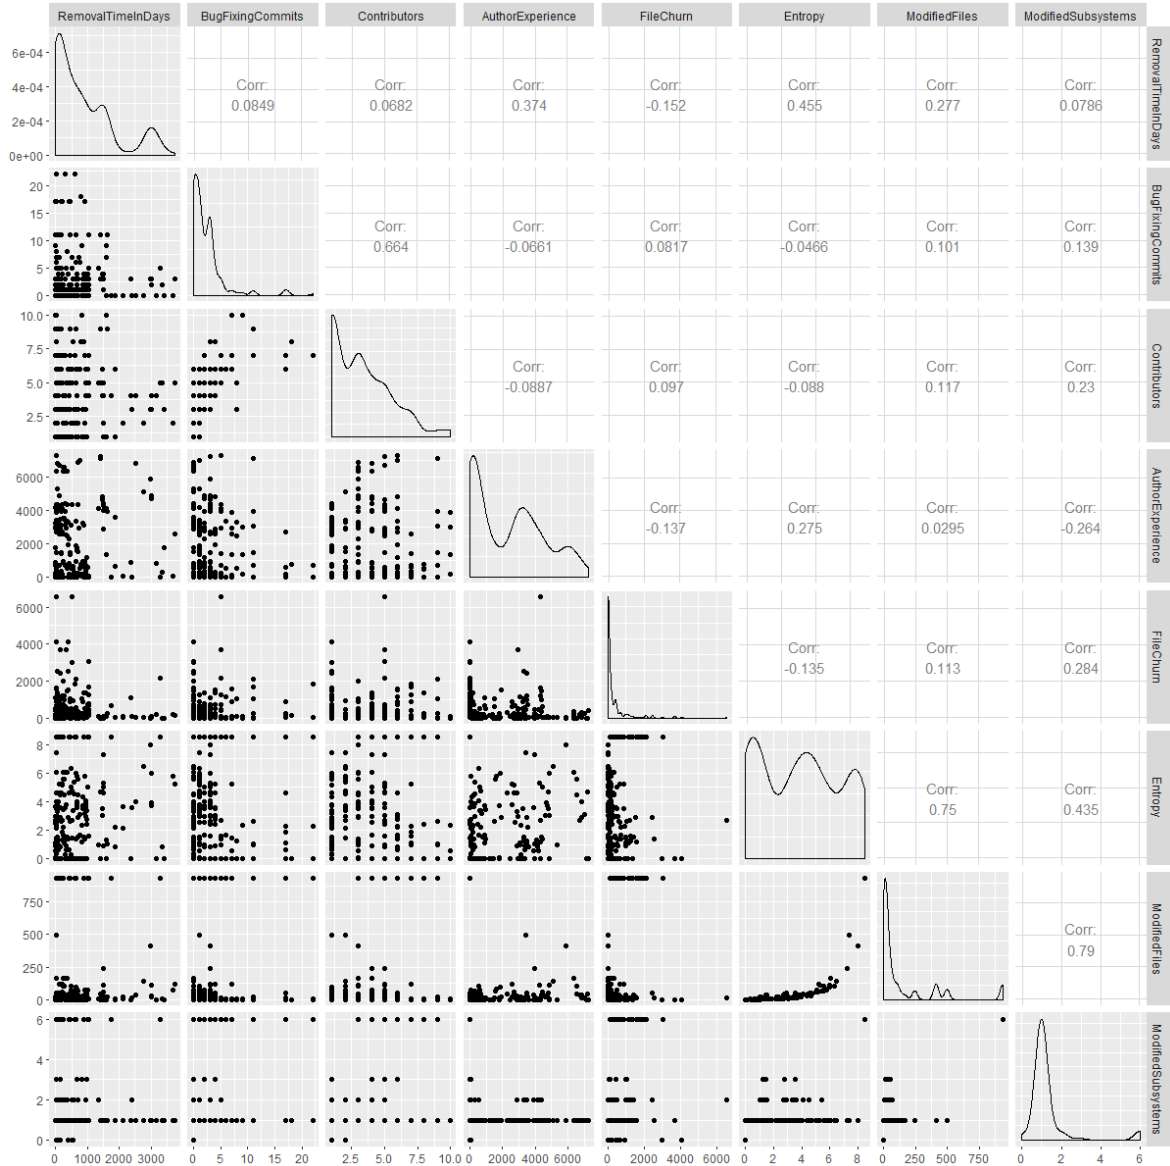 RemovalTimeInDays BugFixingCommits Contributors AuthorExperience FileChurn Entropy ModifiedFiles ModifiedSubsystems
6e-04
4e-04
2e-04
0e+00
Corr:
0.0849
Corr:
0.0682
Corr:
0.374
Corr:
-0.152
Corr:
0.455
Corr:
0.277
Corr:
0.0786
RemovalTimeInDays
20
15
10
5
0
Corr:
0.664
Corr:
-0.0661
Corr:
0.0817
Corr:
-0.0466
Corr:
0.101
Corr:
0.139
BugFixingCommits
10.0
7.5
5.0
2.5
Corr:
-0.0887
Corr:
0.097
Corr:
-0.088
Corr:
0.117
Corr:
0.23
Contributors
6000
4000
2000
0
Corr:
-0.137
Corr:
0.275
Corr:
0.0295
Corr:
-0.264
AuthorExperience
6000
4000
2000
0
Corr:
-0.135
Corr:
0.113
Corr:
0.284
FileChurn
8
6
4
2
0
Corr:
0.75
Corr:
0.435
Entropy
750
500
250
0
Corr:
0.79
ModifiedFiles
6
4
2
0
ModifiedSubsystems
0 1000 2000 3000 0 5 10 15 20 2.5 5.0 7.5 10.0 0 2000 4000 6000 0 2000 4000 6000 0 2 4 6 8 0 250 500 750 0 2 4 6